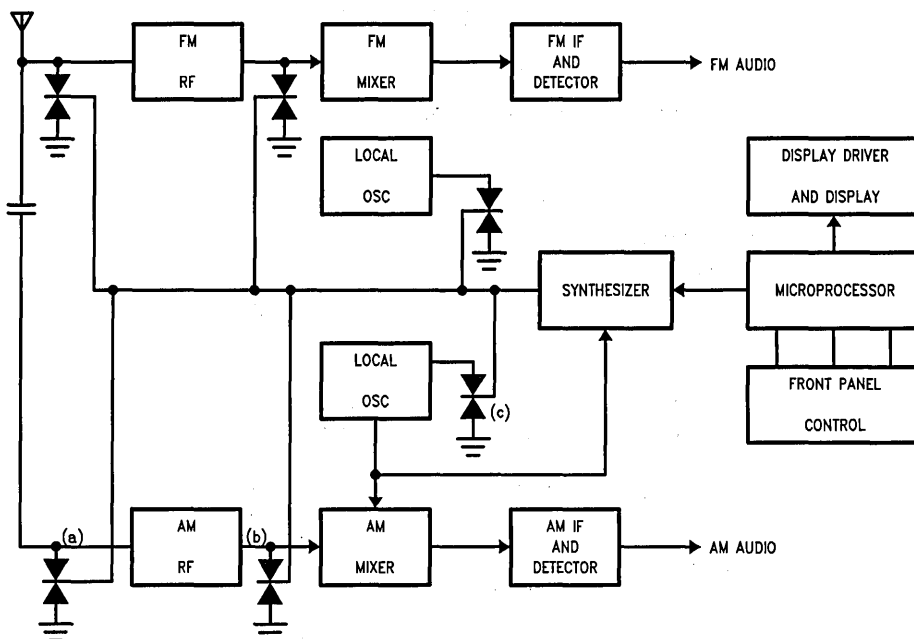 FM
RF
FM
MIXER
FM IF
AND
DETECTOR
FM AUDIO
LOCAL
OSC
DISPLAY DRIVER
AND DISPLAY
SYNTHESIZER
MICROPROCESSOR
LOCAL
OSC
(c)
FRONT PANEL
CONTROL
(a)
AM
RF
(b)
AM
MIXER
AM IF
AND
DETECTOR
AM AUDIO